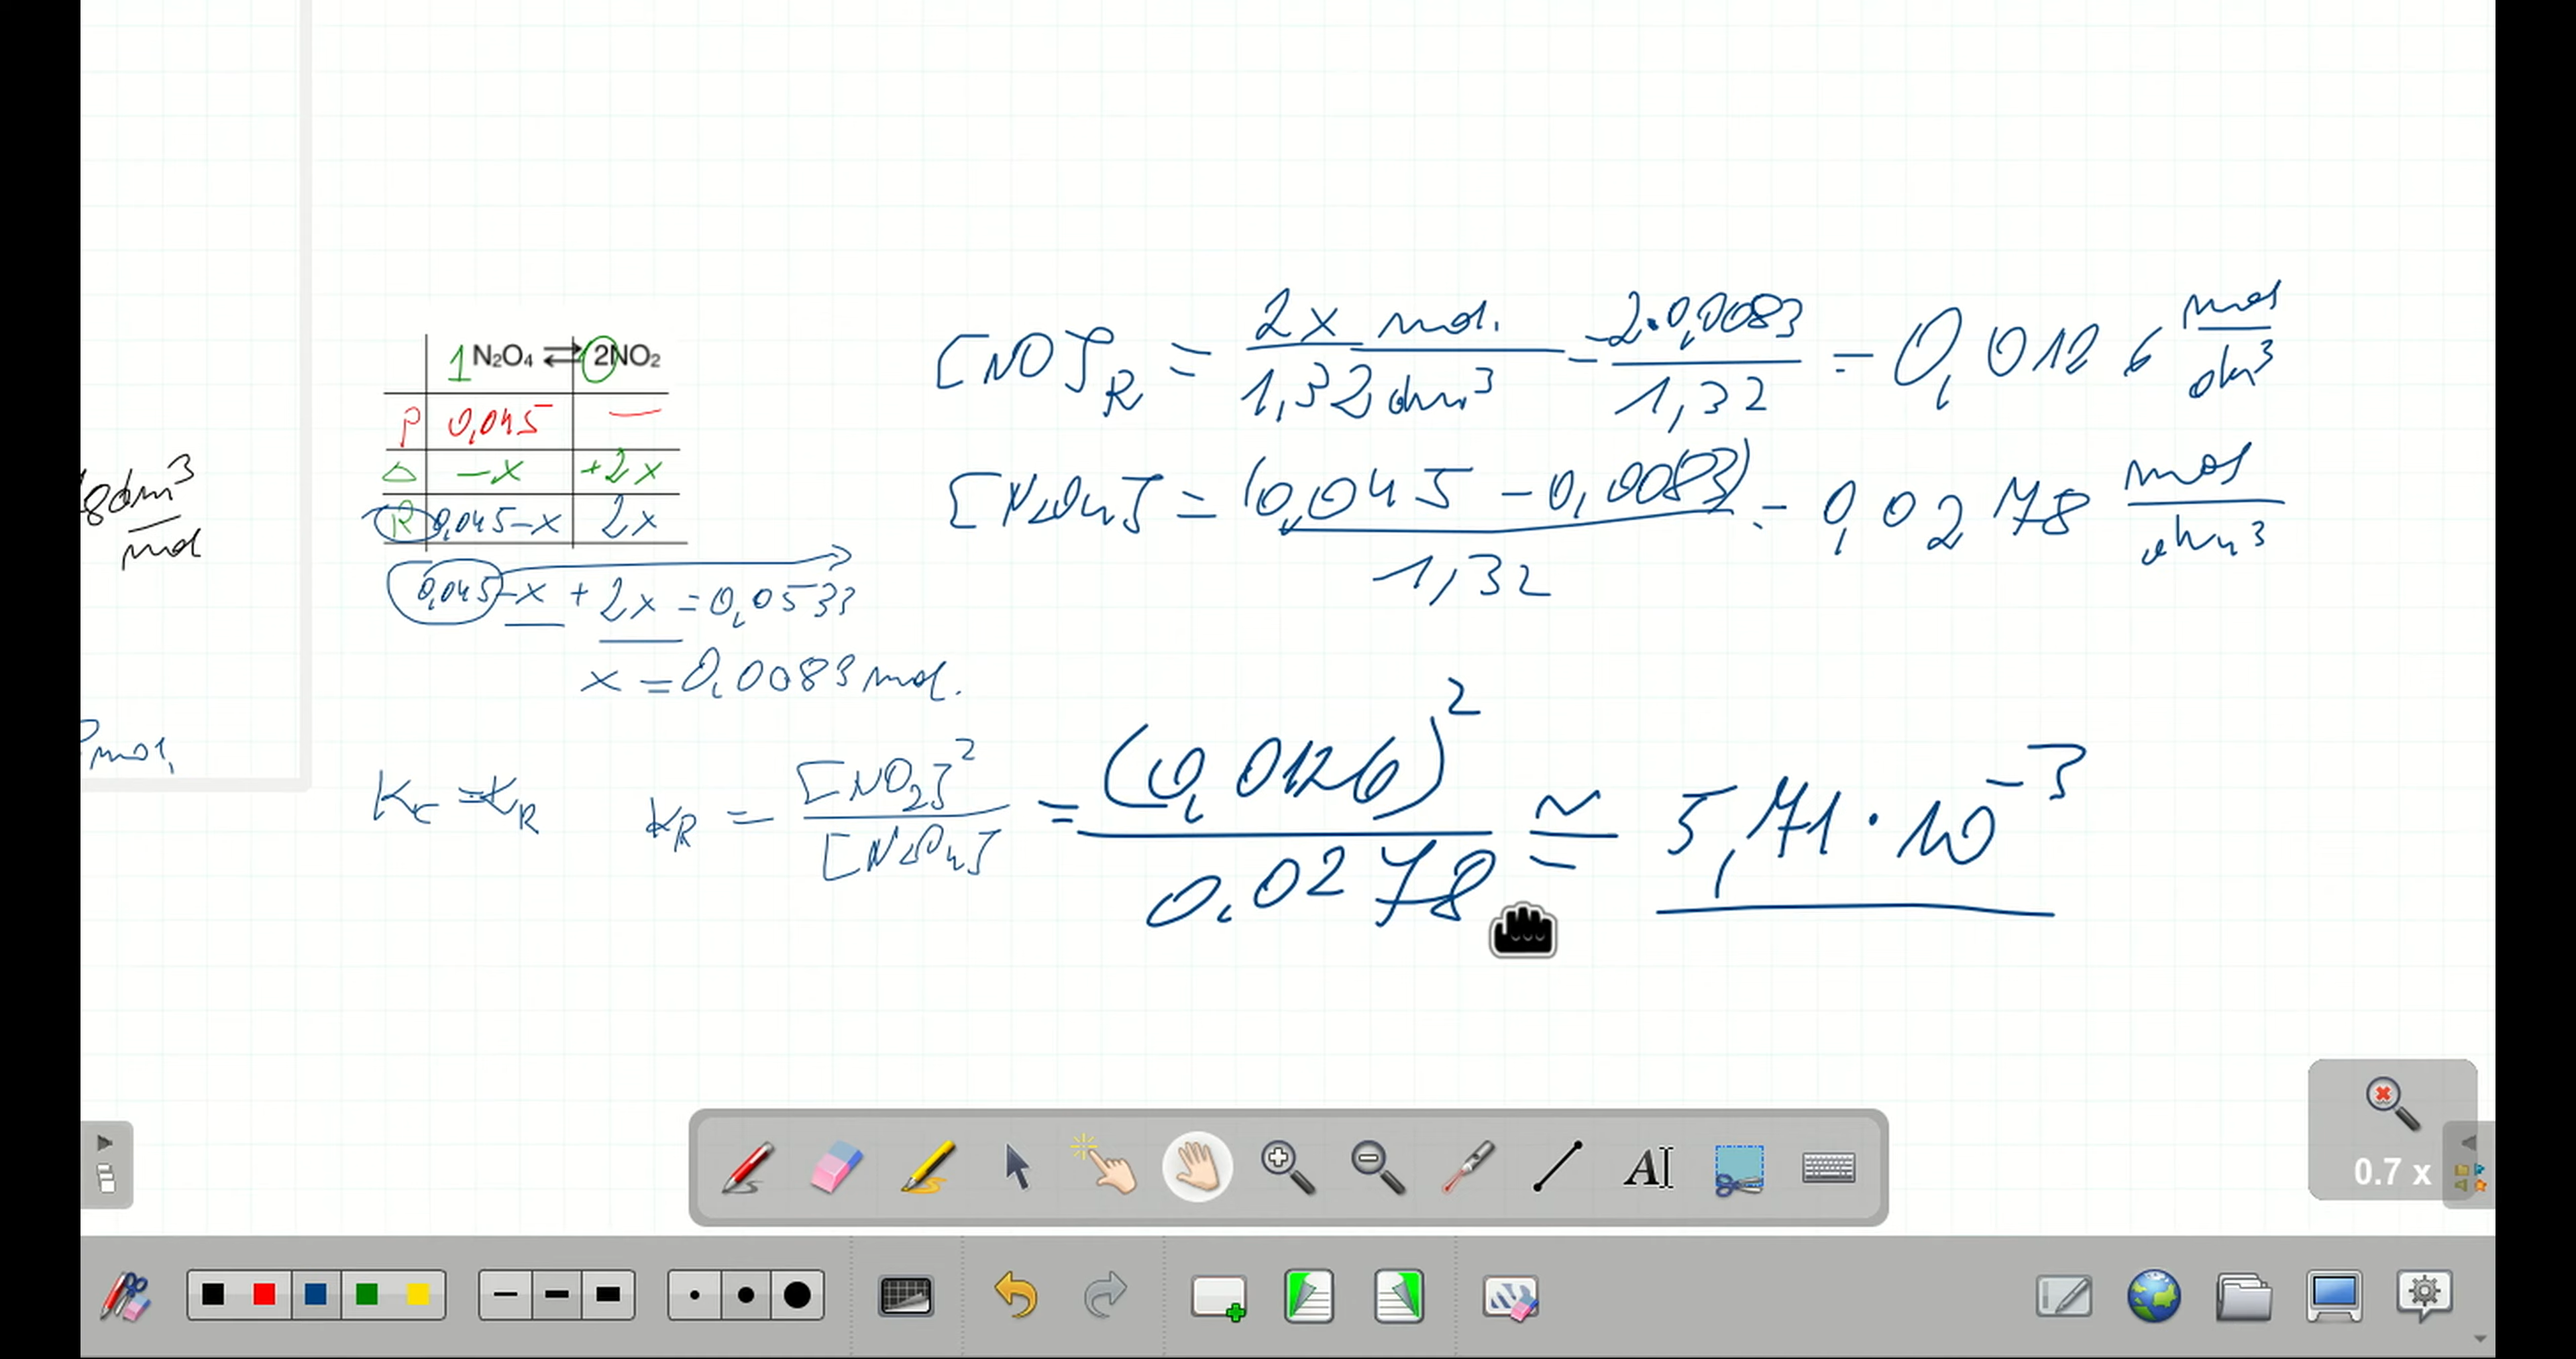 1 N₂O₄ ⇄ 2NO₂
P 0,045 —
△ -x +2x
R 0,045-x 2x
0,045-x + 2x = 0,0533
x = 0,0083 mol.
8dm³
mol
mol,
[NO]R = 2x mol. / 1,32 dm³ = 2·0,0083 / 1,32 = 0,0126 mol/dm³
[N₂O₄] = (0,045 - 0,0083) / 1,32 = 0,0278 mol/dm³
Kc = KR KR = [NO₂]² / [N₂O₄] = (0,0126)² / 0,0278 ≅ 5,71·10⁻³
0.7 x
AI